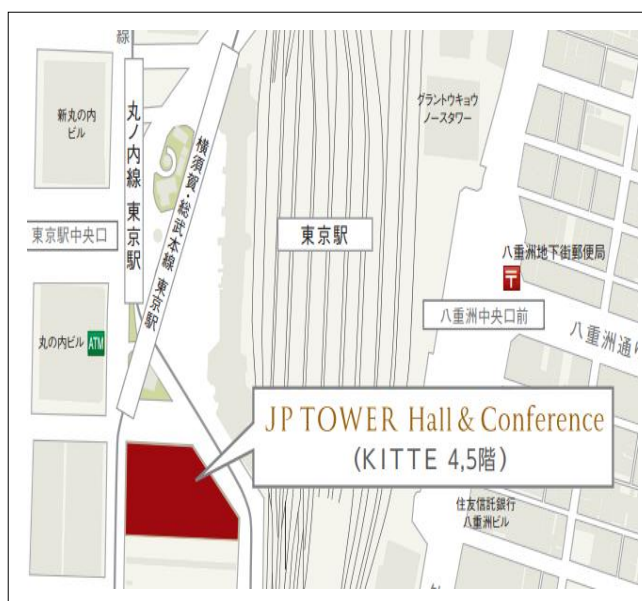 線
新丸の内
ビル
丸ノ内線 東京駅
横須賀・総武本線 東京駅
グラントウキョウ
ノースタワー
東京駅中央口
東京駅
八重洲地下街郵便局
〒
八重洲中央口前
八重洲通り
丸の内ビル
ATM
JP TOWER Hall & Conference
(KITTE 4,5階)
住友信託銀行
八重洲ビル